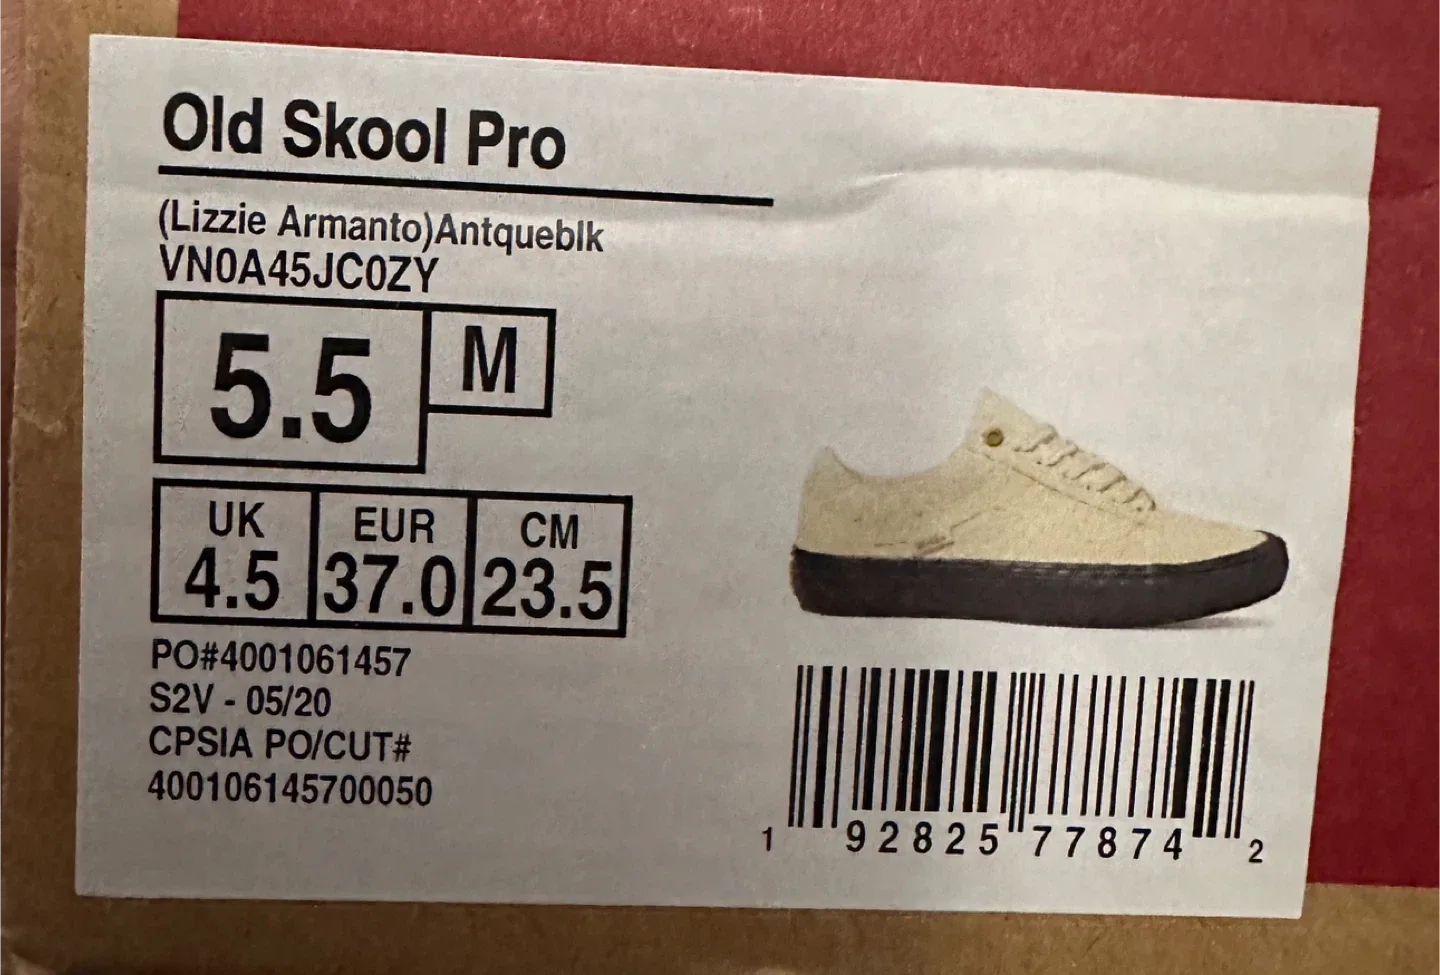 Old Skool Pro
(Lizzie Armanto)Antqueblk
VN0A45JC0ZY
5.5 M
UK EUR CM
4.5 37.0 23.5
PO#4001061457
S2V - 05/20
CPSIA PO/CUT#
400106145700050
1 92825 77874 2